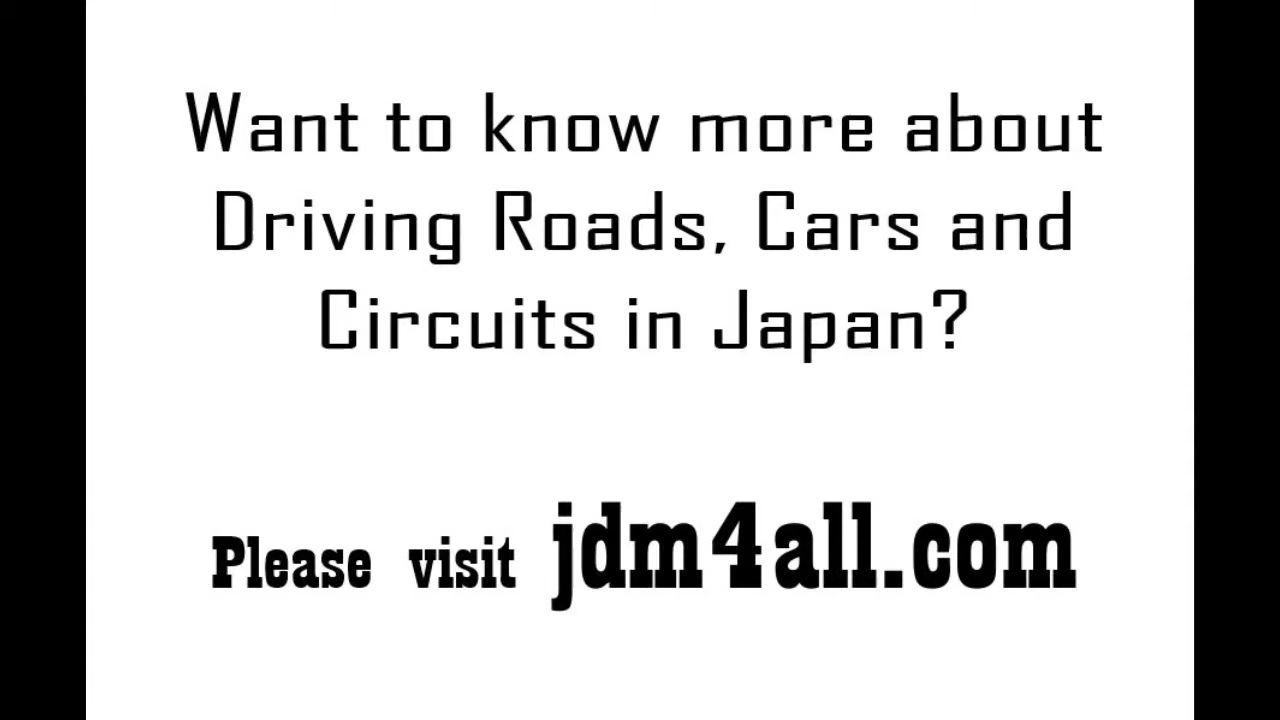 Want to know more about
Driving Roads, Cars and
Circuits in Japan?
Please visit jdm4all.com